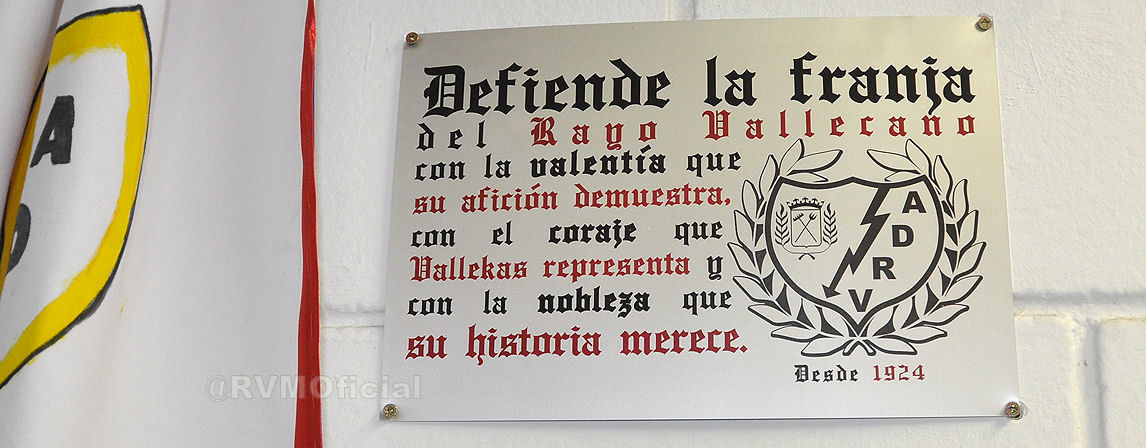 Defiende la franja
del Rayo Vallecano
con la valentía que
su afición demuestra,
con el coraje que
Vallekas representa y
con la nobleza que
su historia merece.
A
D
R
V
Desde 1924
A
@RVMOficial